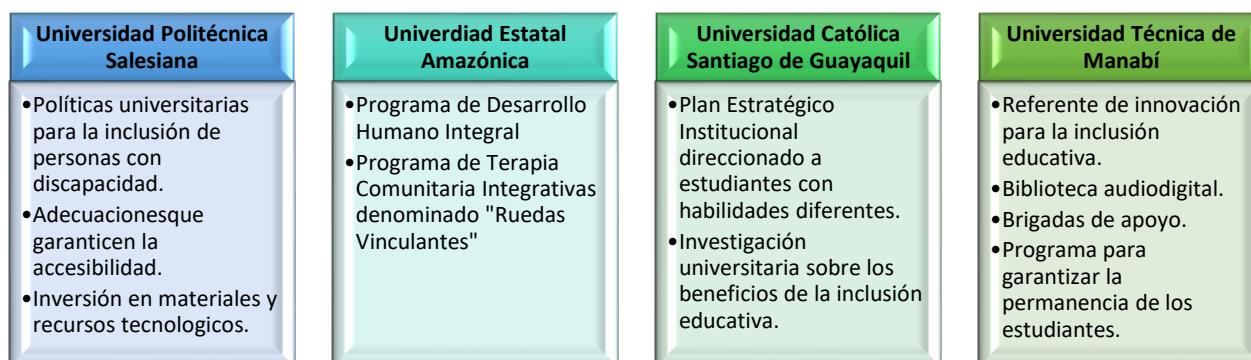 Universidad Politécnica
Salesiana
•Políticas universitarias
para la inclusión de
personas con
discapacidad.
•Adecuacionesque
garanticen la
accesibilidad.
•Inversión en materiales y
recursos tecnologicos.
Univerdiad Estatal
Amazónica
•Programa de Desarrollo
Humano Integral
•Programa de Terapia
Comunitaria Integrativas
denominado "Ruedas
Vinculantes"
Universidad Católica
Santiago de Guayaquil
•Plan Estratégico
Institucional
direccionado a
estudiantes con
habilidades diferentes.
•Investigación
universitaria sobre los
beneficios de la inclusión
educativa.
Universidad Técnica de
Manabí
•Referente de innovación
para la inclusión
educativa.
•Biblioteca audiodigital.
•Brigadas de apoyo.
•Programa para
garantizar la
permanencia de los
estudiantes.